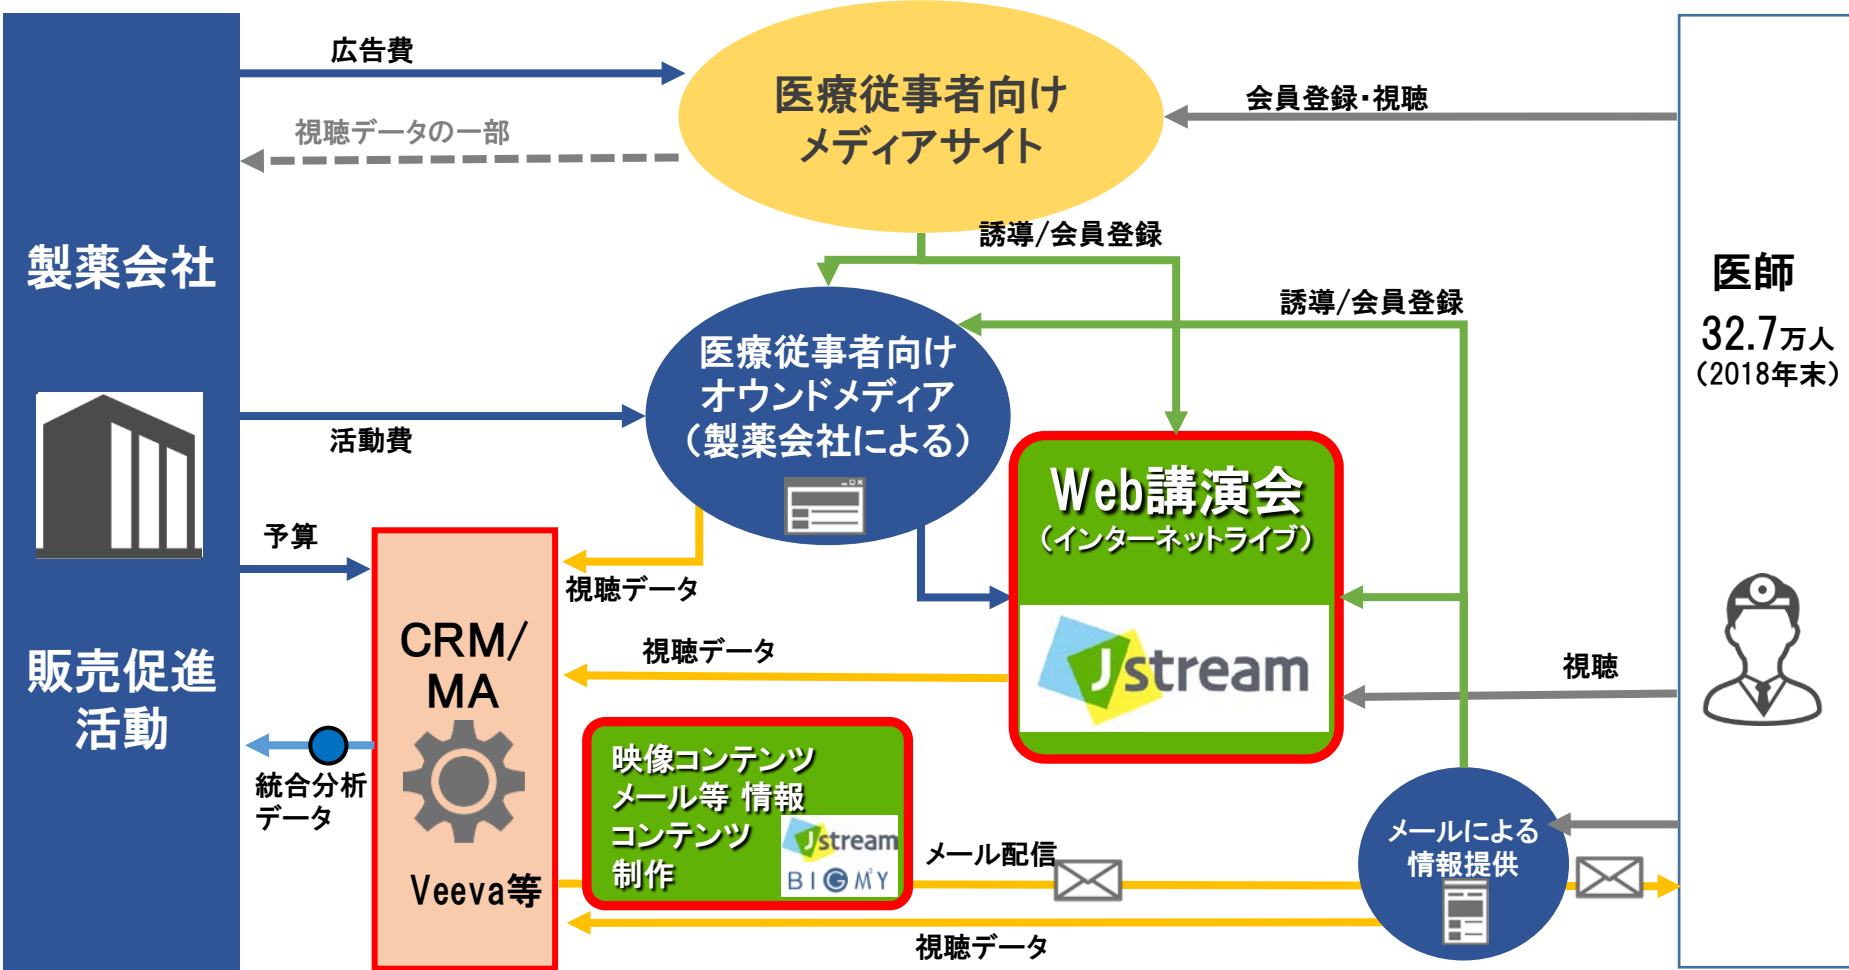 広告費
視聴データの一部
医療従事者向け
メディアサイト
会員登録・視聴
誘導/会員登録
誘導/会員登録
製薬会社
販売促進
活動
医師
32.7万人
（2018年末）
医療従事者向け
オウンドメディア
（製薬会社による）
活動費
予算
視聴データ
Web講演会
（インターネットライブ）
Jstream
視聴データ
視聴
CRM/
MA
Veeva等
統合分析
データ
映像コンテンツ
メール等 情報
コンテンツ
制作
Jstream
BIGMY
メール配信
メールによる
情報提供
視聴データ